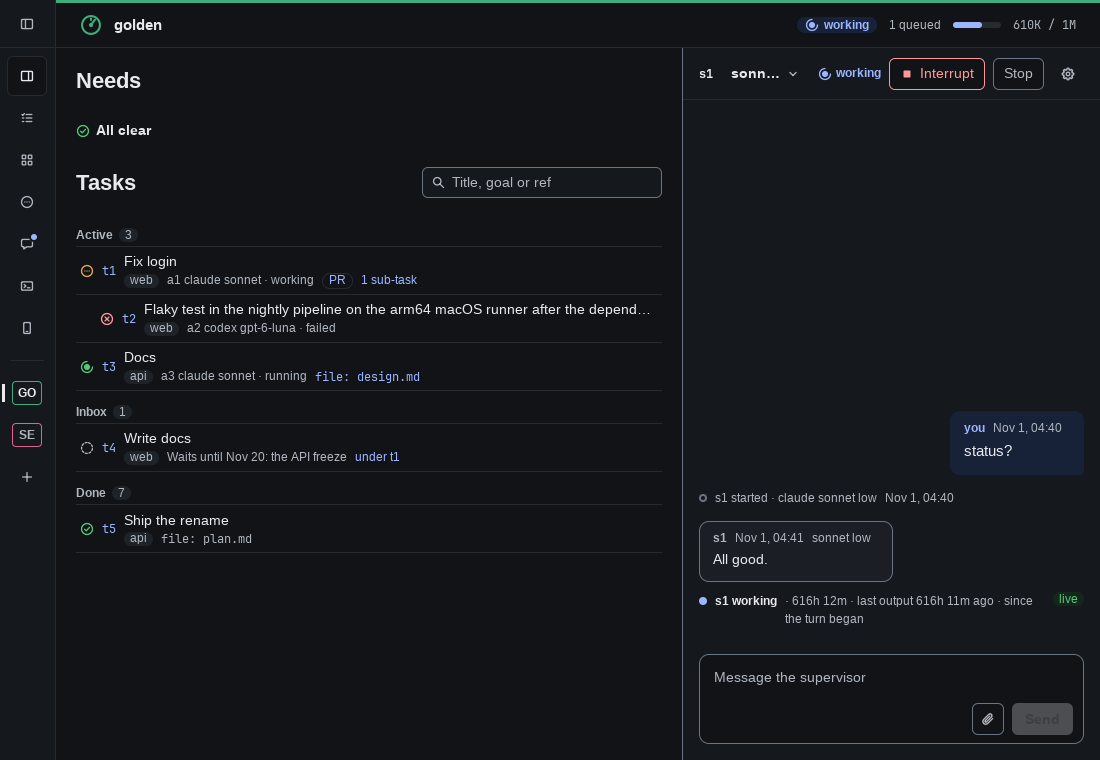 golden
working
1 queued
610K / 1M
Needs
All clear
Tasks
Title, goal or ref
Active 3
t1 Fix login
web a1 claude sonnet · working PR 1 sub-task
t2 Flaky test in the nightly pipeline on the arm64 macOS runner after the depend…
web a2 codex gpt-6-luna · failed
t3 Docs
api a3 claude sonnet · running file: design.md
Inbox 1
t4 Write docs
web Waits until Nov 20: the API freeze under t1
Done 7
t5 Ship the rename
api file: plan.md
GO
SE
s1 sonn… working Interrupt Stop
you Nov 1, 04:40
status?
s1 started · claude sonnet low Nov 1, 04:40
s1 Nov 1, 04:41 sonnet low
All good.
s1 working · 616h 12m · last output 616h 11m ago · since
the turn began
live
Message the supervisor
Send